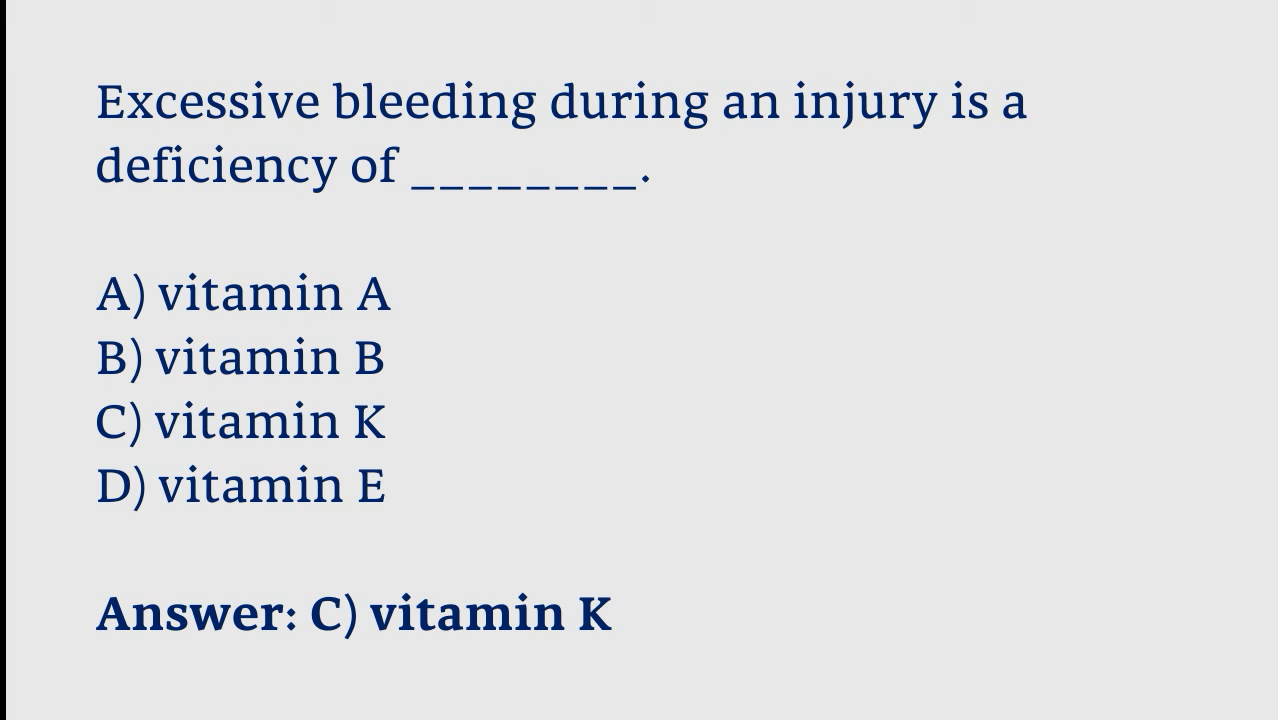 Excessive bleeding during an injury is a
deficiency of ________.
A) vitamin A
B) vitamin B
C) vitamin K
D) vitamin E
Answer: C) vitamin K